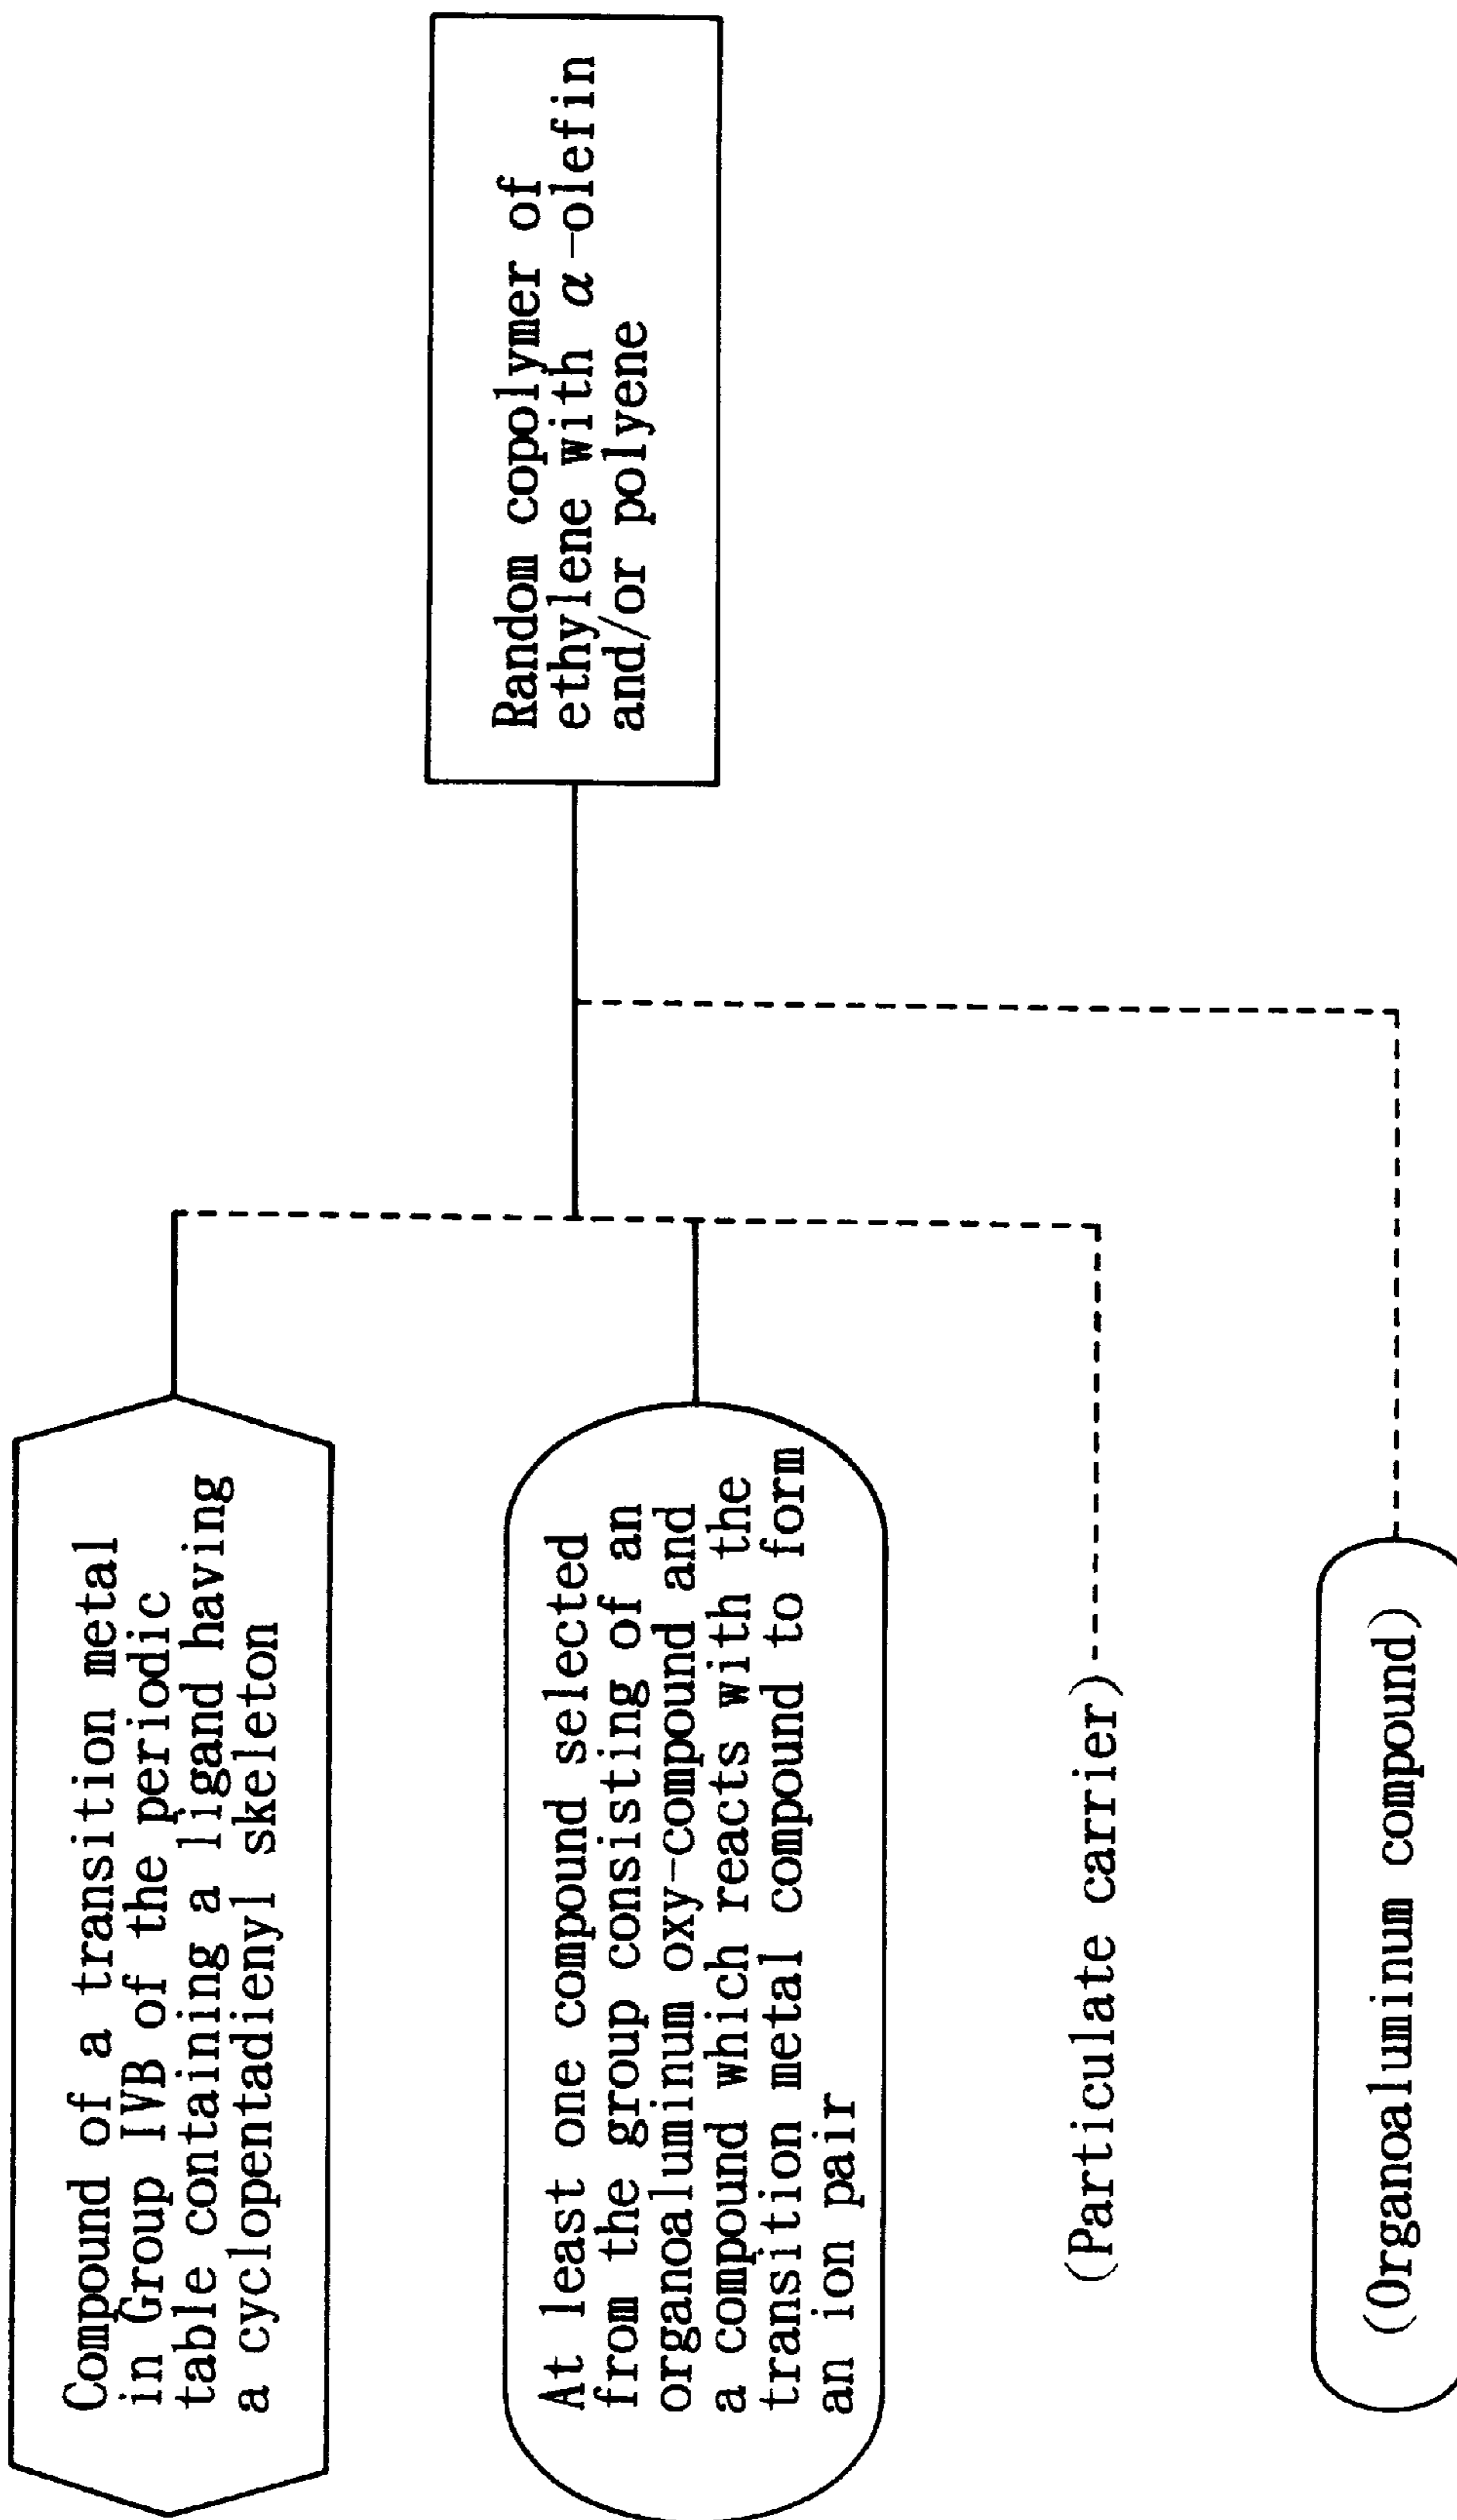 Compound of a transition metal
in Group IVB of the periodic
table containing a ligand having
a cyclopentadienyl skeleton
At least one compound selected
from the group consisting of an
organoaluminum oxy-compound and
a compound which reacts with the
transition metal compound to form
an ion pair
(Particulate carrier)
(Organoaluminum compound)
Random copolymer of
ethylene with α-olefin
and/or polyene